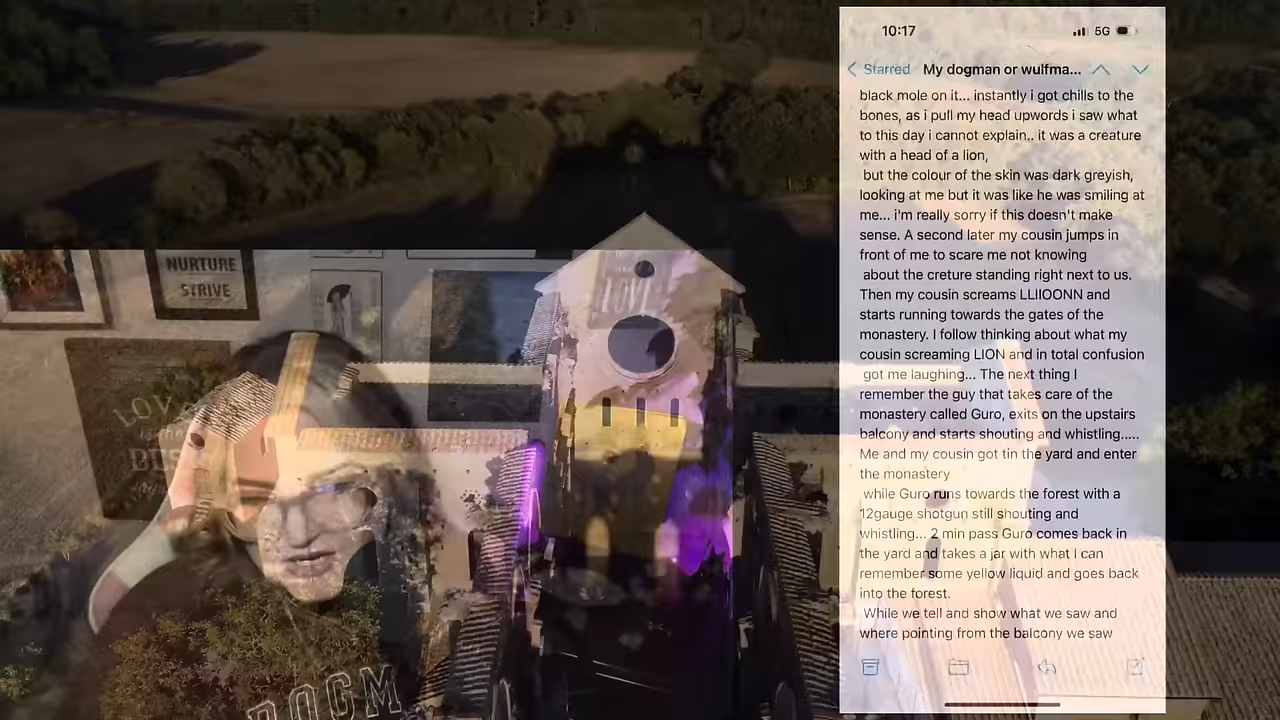 10:17
5G
Starred
My dogman or wulfma...
black mole on it... instantly i got chills to the
bones, as i pull my head upwords i saw what
to this day i cannot explain.. it was a creature
with a head of a lion,
but the colour of the skin was dark greyish,
looking at me but it was like he was smiling at
me... i'm really sorry if this doesn't make
sense. A second later my cousin jumps in
front of me to scare me not knowing
about the creture standing right next to us.
Then my cousin screams LLIIOONN and
starts running towards the gates of the
monastery. I follow thinking about what my
cousin screaming LION and in total confusion
got me laughing... The next thing I
remember the guy that takes care of the
monastery called Guro, exits on the upstairs
balcony and starts shouting and whistling.....
Me and my cousin got tin the yard and enter
the monastery
while Guro runs towards the forest with a
12gauge shotgun still shouting and
whistling... 2 min pass Guro comes back in
the yard and takes a jar with what I can
remember some yellow liquid and goes back
into the forest.
While we tell and show what we saw and
where pointing from the balcony we saw
NURTURE
STRIVE
LOVE
DOGM